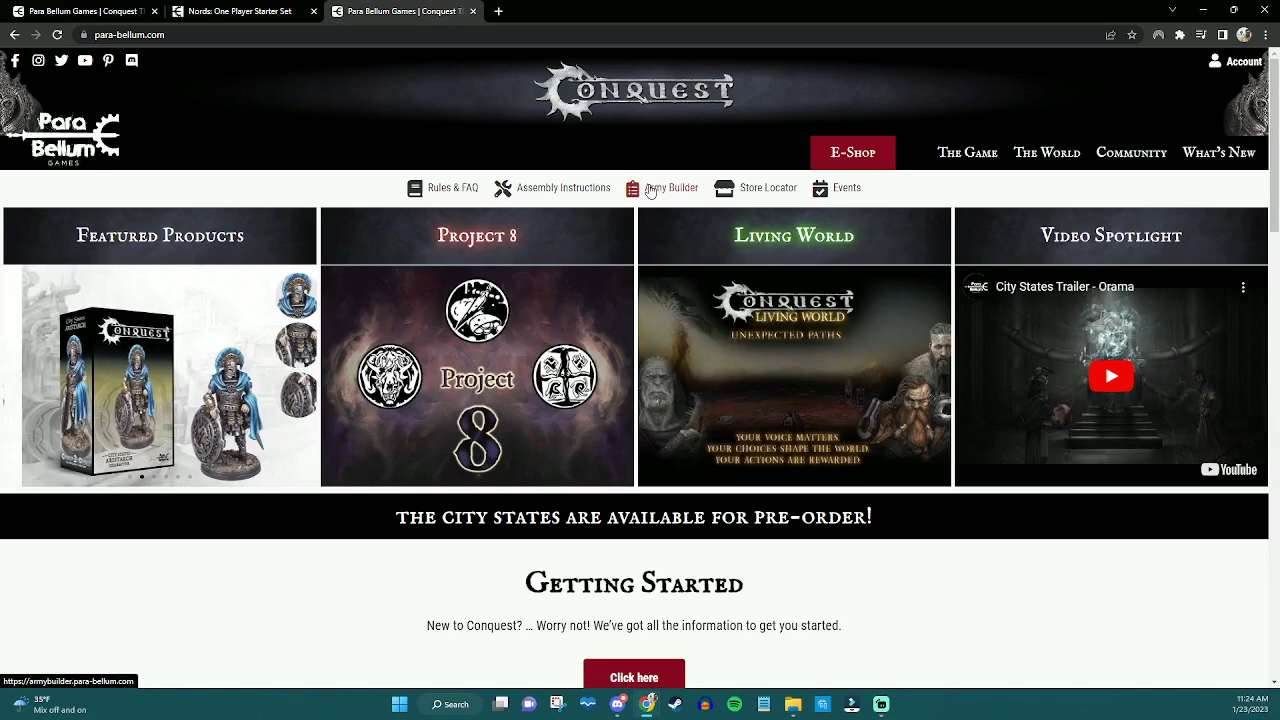 Para Bellum Games | Conquest T
Nords: One Player Starter Set
Para Bellum Games | Conquest T
para-bellum.com
CONQUEST
Account
Para
Bellum
GAMES
E-Shop
The Game
The World
Community
What's New
Rules & FAQ
Assembly Instructions
Army Builder
Store Locator
Events
Featured Products
Project 8
Living World
Video Spotlight
CONQUEST
Project
8
CONQUEST
LIVING WORLD
UNEXPECTED PATHS
YOUR VOICE MATTERS.
YOUR CHOICES SHAPE THE WORLD.
YOUR ACTIONS ARE REWARDED.
City States Trailer - Orama
YouTube
THE CITY STATES ARE AVAILABLE FOR PRE-ORDER!
Getting Started
New to Conquest? … Worry not! We've got all the information to get you started.
Click here
https://armybuilder.para-bellum.com
35°F
Mix off and on
Search
11:24 AM
1/23/2023